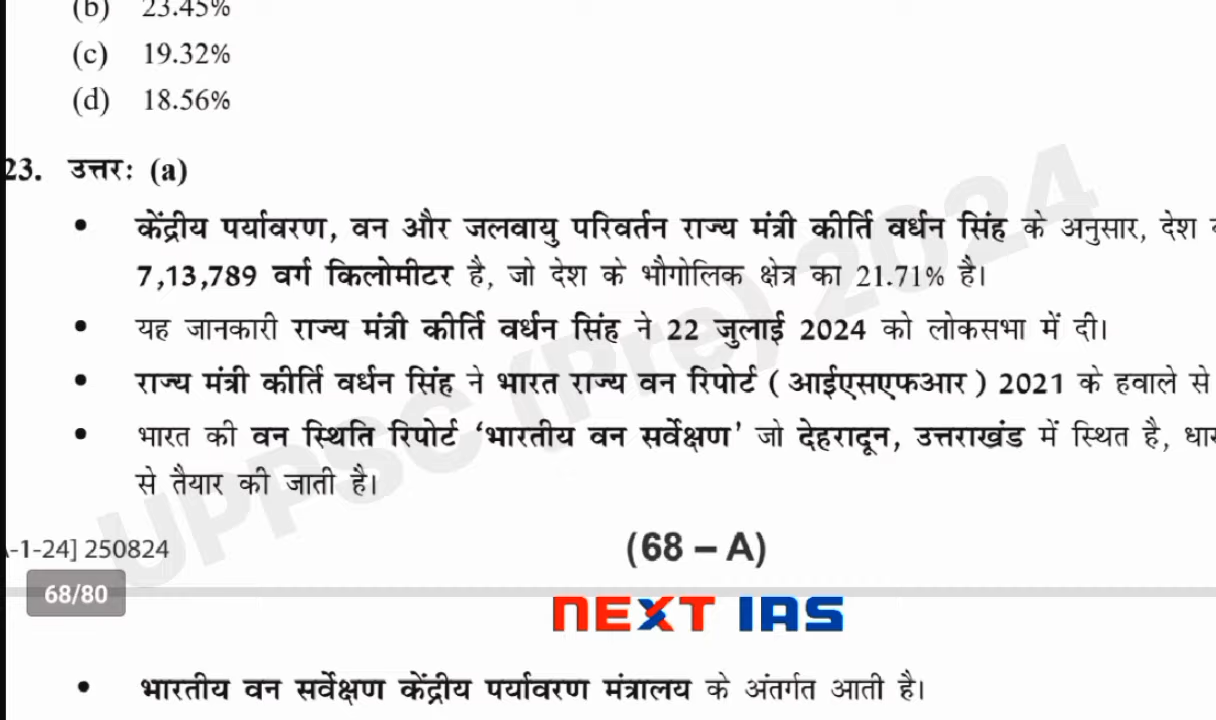 (b) 23.45%
(c) 19.32%
(d) 18.56%
23. उत्तरः (a)
• केंद्रीय पर्यावरण, वन और जलवायु परिवर्तन राज्य मंत्री कीर्ति वर्धन सिंह के अनुसार, देश
7,13,789 वर्ग किलोमीटर है, जो देश के भौगोलिक क्षेत्र का 21.71% है।
• यह जानकारी राज्य मंत्री कीर्ति वर्धन सिंह ने 22 जुलाई 2024 को लोकसभा में दी।
• राज्य मंत्री कीर्ति वर्धन सिंह ने भारत राज्य वन रिपोर्ट (आईएसएफआर) 2021 के हवाले से
• भारत की वन स्थिति रिपोर्ट ‘भारतीय वन सर्वेक्षण’ जो देहरादून, उत्तराखंड में स्थित है,
से तैयार की जाती है।
UPPSC (Pre) 2024
-1-24] 250824
(68 – A)
68/80
NEXT IAS
• भारतीय वन सर्वेक्षण केंद्रीय पर्यावरण मंत्रालय के अंतर्गत आती है।